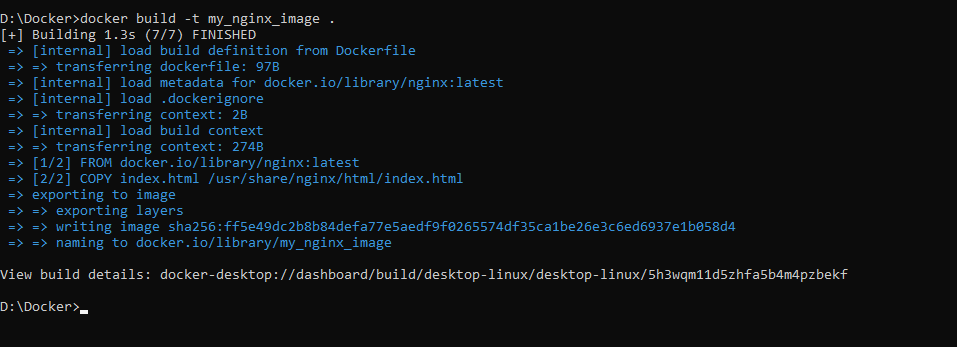 D:\Docker>docker build -t my_nginx_image .
[+] Building 1.3s (7/7) FINISHED
=> [internal] load build definition from Dockerfile
=> => transferring dockerfile: 97B
=> [internal] load metadata for docker.io/library/nginx:latest
=> [internal] load .dockerignore
=> => transferring context: 2B
=> [internal] load build context
=> => transferring context: 274B
=> [1/2] FROM docker.io/library/nginx:latest
=> [2/2] COPY index.html /usr/share/nginx/html/index.html
=> exporting to image
=> => exporting layers
=> => writing image sha256:ff5e49dc2b8b84defa77e5aedf9f0265574df35ca1be26e3c6ed6937e1b058d4
=> => naming to docker.io/library/my_nginx_image
View build details: docker-desktop://dashboard/build/desktop-linux/desktop-linux/5h3wqm11d5zhfa5b4m4pzbekf
D:\Docker>